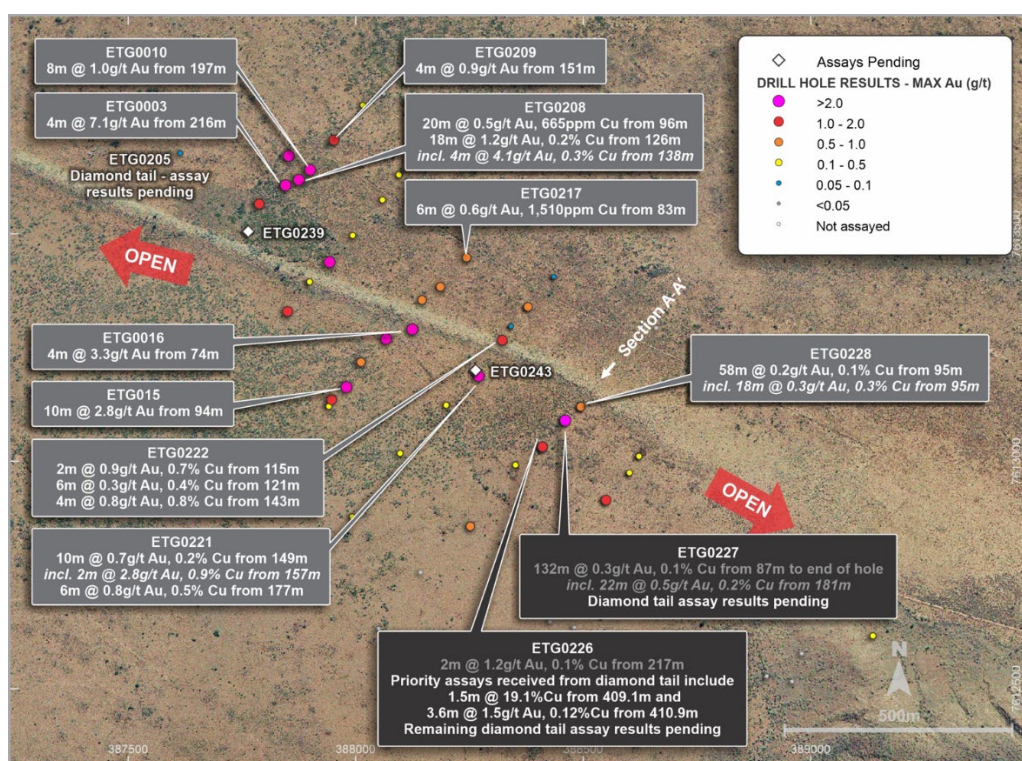 ETG0010
8m @ 1.0g/t Au from 197m
ETG0003
4m @ 7.1g/t Au from 216m
ETG0205
Diamond tail - assay
results pending
ETG0209
4m @ 0.9g/t Au from 151m
ETG0208
20m @ 0.5g/t Au, 665ppm Cu from 96m
18m @ 1.2g/t Au, 0.2% Cu from 126m
incl. 4m @ 4.1g/t Au, 0.3% Cu from 138m
ETG0217
6m @ 0.6g/t Au, 1,510ppm Cu from 83m
Assays Pending
DRILL HOLE RESULTS - MAX Au (g/t)
>2.0
1.0 - 2.0
0.5 - 1.0
0.1 - 0.5
0.05 - 0.1
<0.05
Not assayed
ETG0239
OPEN
Section A-A'
ETG0016
4m @ 3.3g/t Au from 74m
ETG0243
ETG0228
58m @ 0.2g/t Au, 0.1% Cu from 95m
incl. 18m @ 0.3g/t Au, 0.3% Cu from 95m
ETG015
10m @ 2.8g/t Au from 94m
ETG0222
2m @ 0.9g/t Au, 0.7% Cu from 115m
6m @ 0.3g/t Au, 0.4% Cu from 121m
4m @ 0.8g/t Au, 0.8% Cu from 143m
OPEN
7613000
ETG0221
10m @ 0.7g/t Au, 0.2% Cu from 149m
incl. 2m @ 2.8g/t Au, 0.9% Cu from 157m
6m @ 0.8g/t Au, 0.5% Cu from 177m
ETG0227
132m @ 0.3g/t Au, 0.1% Cu from 87m to end of hole
incl. 22m @ 0.5g/t Au, 0.2% Cu from 181m
Diamond tail assay results pending
ETG0226
2m @ 1.2g/t Au, 0.1% Cu from 217m
Priority assays received from diamond tail include
1.5m @ 19.1%Cu from 409.1m and
3.6m @ 1.5g/t Au, 0.12%Cu from 410.9m
Remaining diamond tail assay results pending
N
7612500
500m
387500
388000
388500
389000